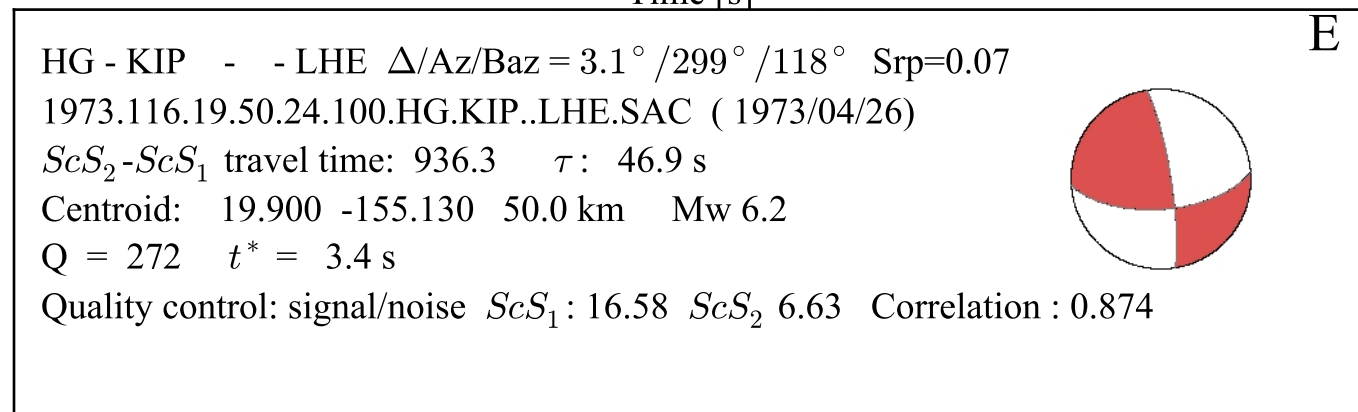 Time [s]
E
HG - KIP - - LHE Δ/Az/Baz = 3.1°/299°/118° Srp=0.07
1973.116.19.50.24.100.HG.KIP..LHE.SAC ( 1973/04/26)
ScS₂-ScS₁ travel time: 936.3 τ: 46.9 s
Centroid: 19.900 -155.130 50.0 km Mw 6.2
Q = 272 t* = 3.4 s
Quality control: signal/noise ScS₁: 16.58 ScS₂ 6.63 Correlation : 0.874